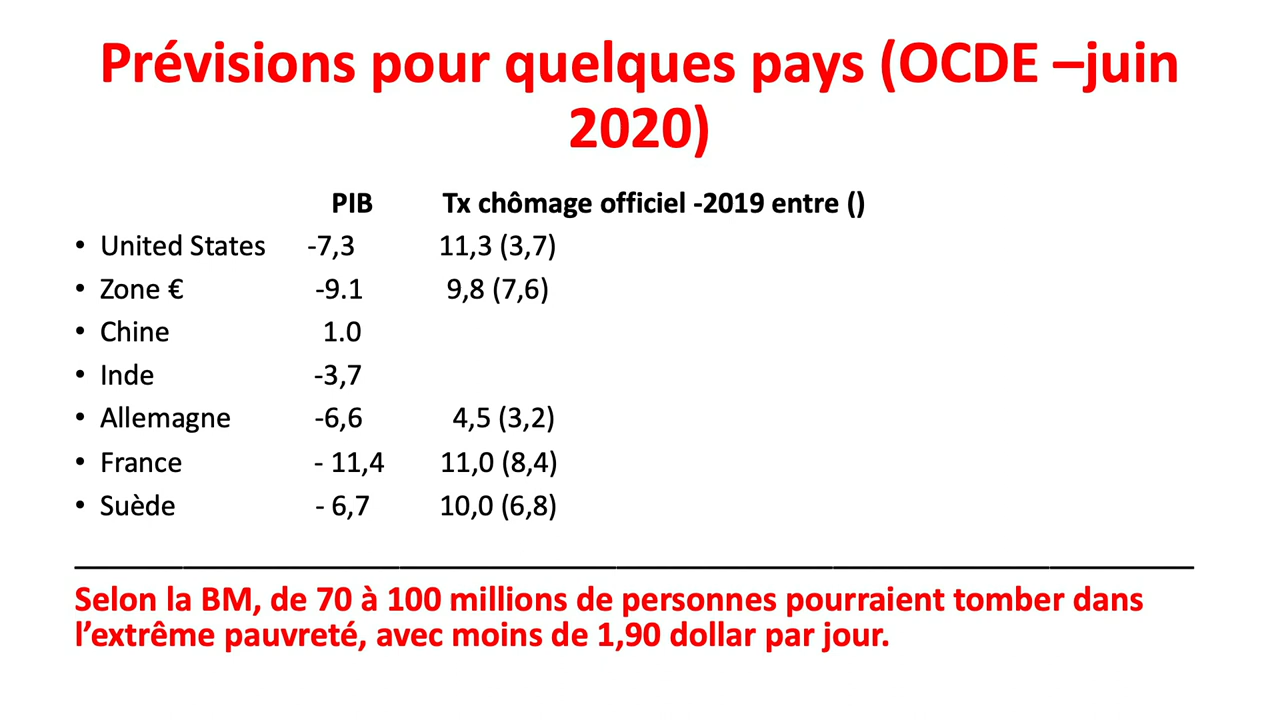 Prévisions pour quelques pays (OCDE –juin
2020)
PIB Tx chômage officiel -2019 entre ()
• United States -7,3 11,3 (3,7)
• Zone € -9.1 9,8 (7,6)
• Chine 1.0
• Inde -3,7
• Allemagne -6,6 4,5 (3,2)
• France - 11,4 11,0 (8,4)
• Suède - 6,7 10,0 (6,8)
Selon la BM, de 70 à 100 millions de personnes pourraient tomber dans
l’extrême pauvreté, avec moins de 1,90 dollar par jour.